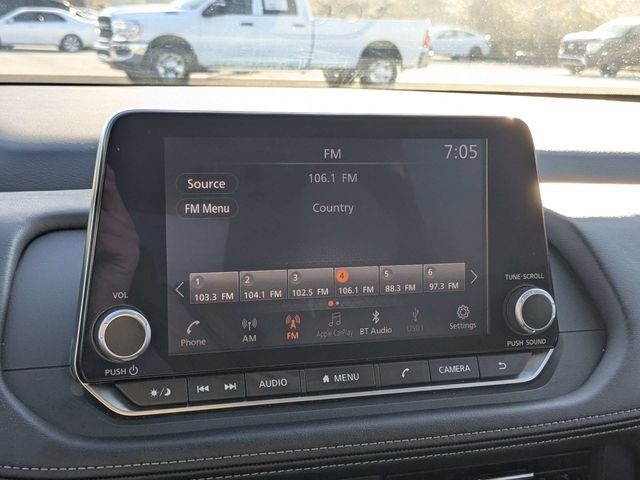 FM 7:05
106.1 FM
Source
FM Menu
Country
1 2 3 4 5 6
103.3 FM 104.1 FM 102.5 FM 106.1 FM 88.3 FM 97.3 FM
Phone AM FM Apple CarPlay BT Audio USB1 Settings
VOL
PUSH
TUNE·SCROLL
PUSH SOUND
AUDIO MENU CAMERA